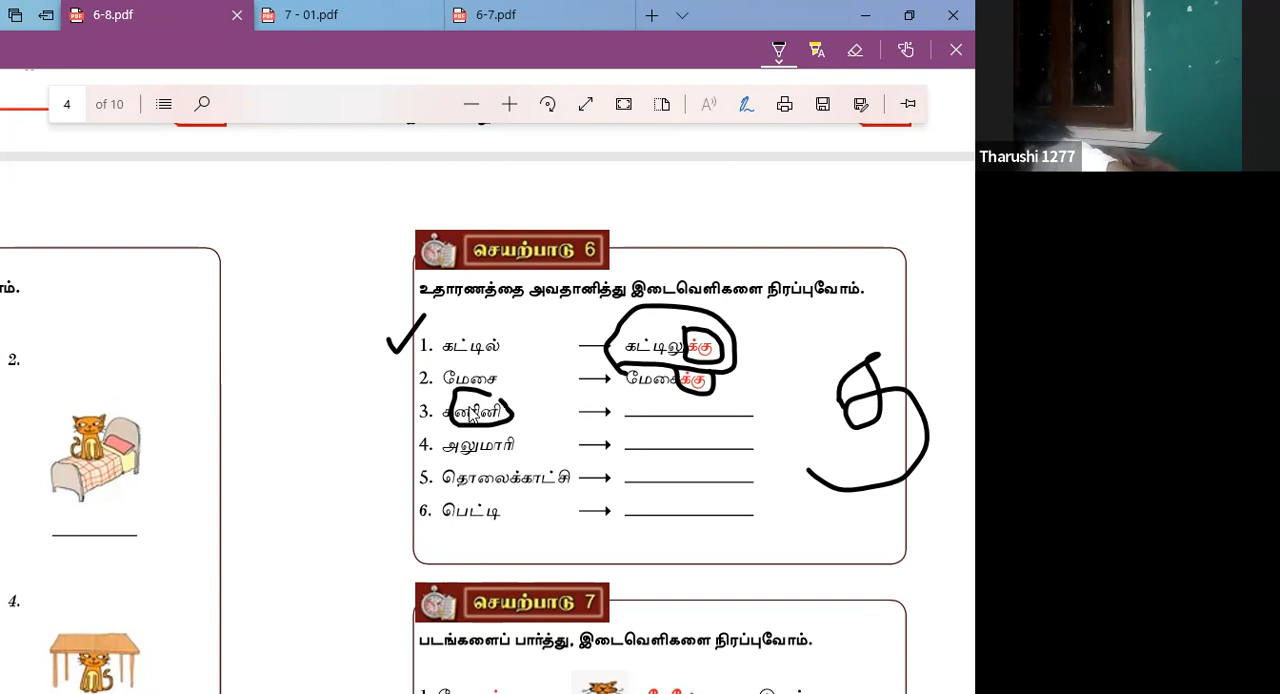 6-8.pdf
7 - 01.pdf
6-7.pdf
4 of 10
Tharushi 1277
ம்.
2.
4.
செயற்பாடு 6
உதாரணத்தை அவதானித்து இடைவெளிகளை நிரப்புவோம்.
1. கட்டில் → கட்டிலுக்கு
2. மேசை → மேசைக்கு
3. கணினி →
4. அலுமாரி →
5. தொலைக்காட்சி →
6. பெட்டி →
செயற்பாடு 7
படங்களைப் பார்த்து, இடைவெளிகளை நிரப்புவோம்.